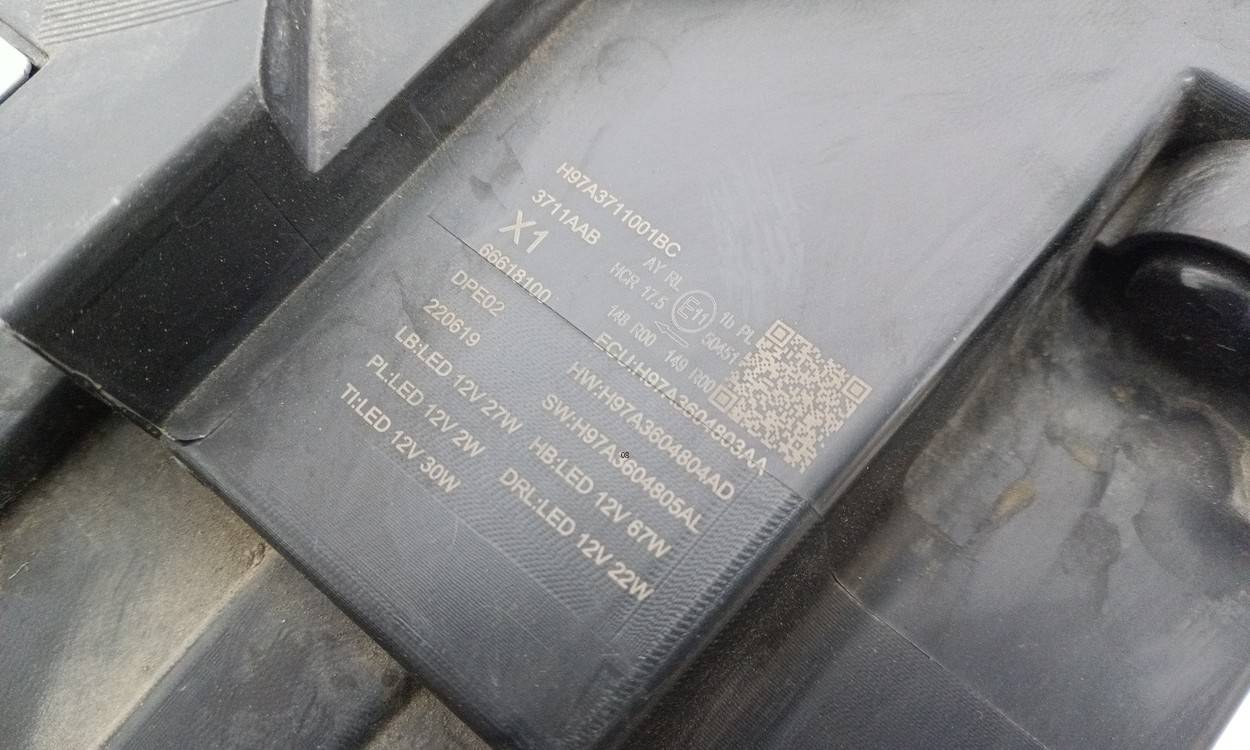 H97A3711001BC
3711AAB
X1
66618100
DPE02
220619
LB:LED 12V 27W
PL:LED 12V 2W
TI:LED 12V 30W
AY RL
HCR 17.5 E11 1b PL
148 R00 50451
149 R00
ECU:H97A3604803AA
HW:H97A3604804AD
SW:H97A3604805AL
HB:LED 12V 67W
DRL:LED 12V 22W
08